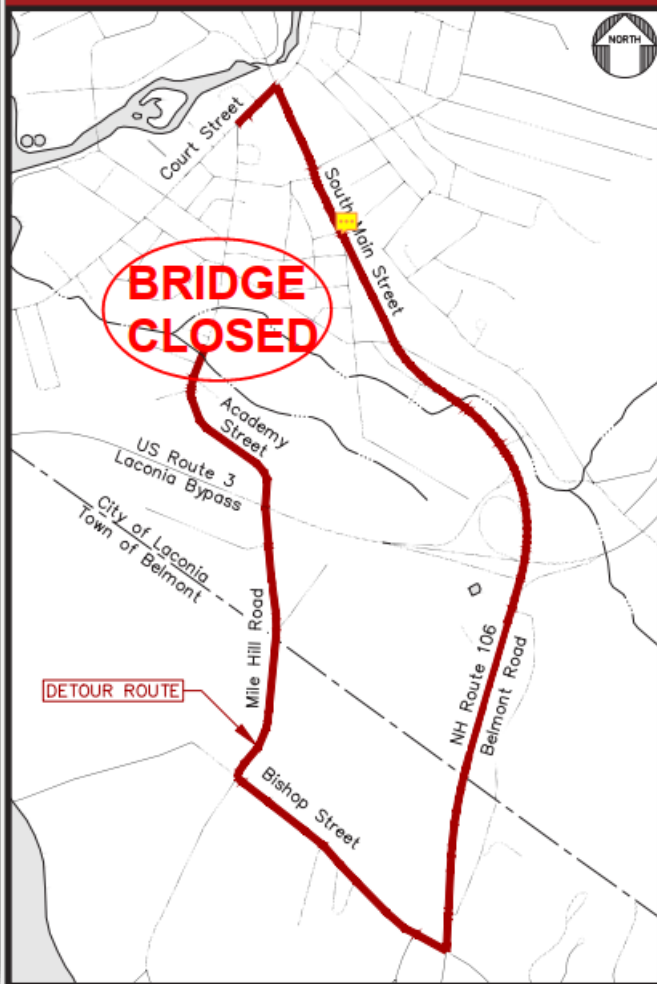 NORTH
Court Street
South Main Street
BRIDGE
CLOSED
Academy
Street
US Route 3
Laconia Bypass
City of Laconia
Town of Belmont
Mile Hill Road
NH Route 106
Belmont Road
DETOUR ROUTE
Bishop Street